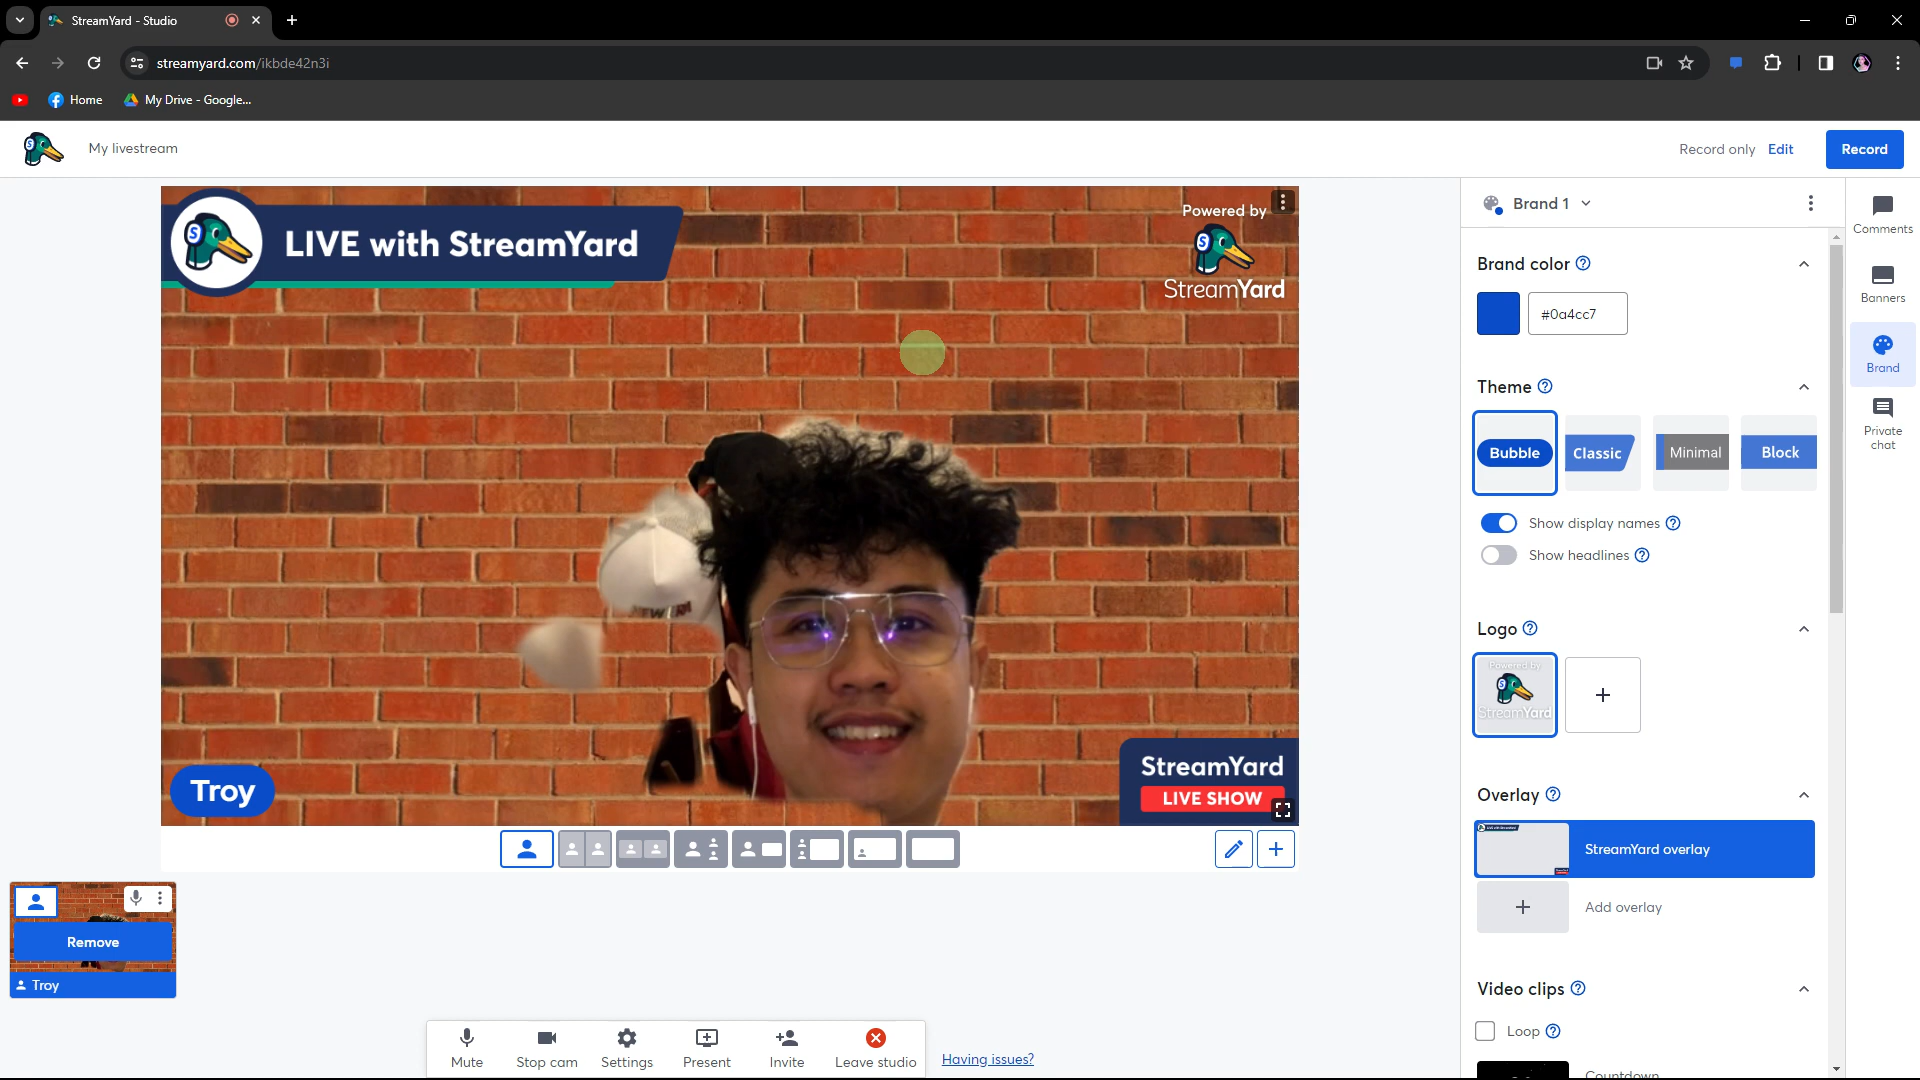 StreamYard - Studio
streamyard.com/ikbde42n3i
Home
My Drive - Google...
My livestream
Record only
Edit
Record
LIVE with StreamYard
Powered by
StreamYard
Troy
StreamYard
LIVE SHOW
Remove
Troy
Mute
Stop cam
Settings
Present
Invite
Leave studio
Having issues?
Brand 1
Brand color
#0a4cc7
Theme
Bubble
Classic
Minimal
Block
Show display names
Show headlines
Logo
Powered by
StreamYard
Overlay
StreamYard overlay
Add overlay
Video clips
Loop
Countdown
Comments
Banners
Brand
Private
chat